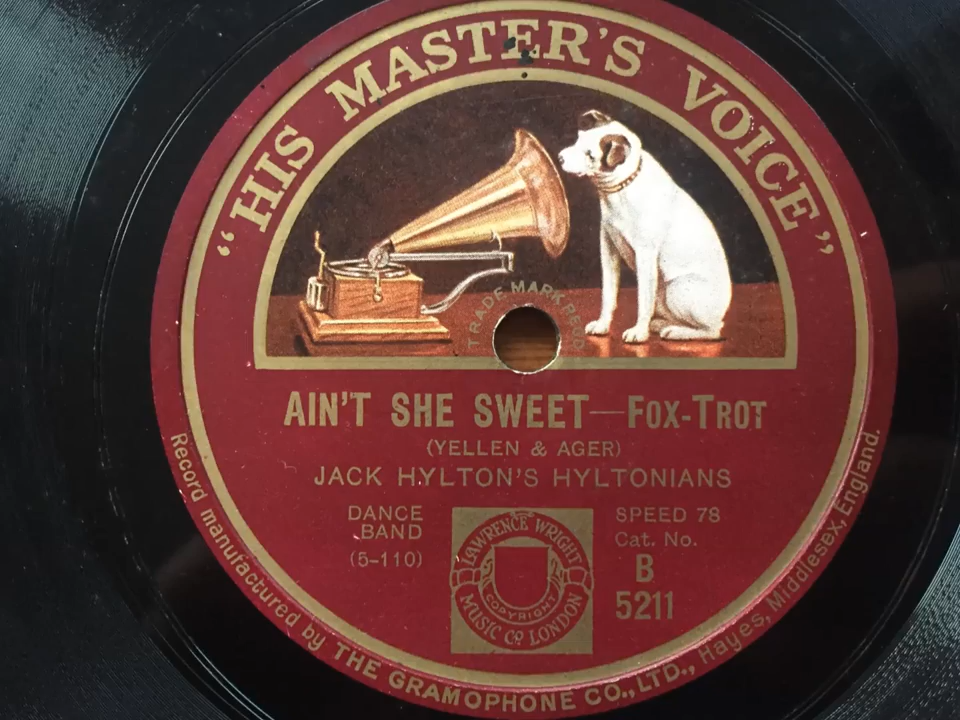 “HIS MASTER'S VOICE”
TRADE MARK REGD
AIN'T SHE SWEET—FOX-TROT
(YELLEN & AGER)
JACK HYLTON'S HYLTONIANS
DANCE
BAND
(5-110)
LAWRENCE WRIGHT
COPYRIGHT
MUSIC Co LONDON
SPEED 78
Cat. No.
B
5211
Record manufactured by THE GRAMOPHONE CO., LTD., Hayes, Middlesex, England.